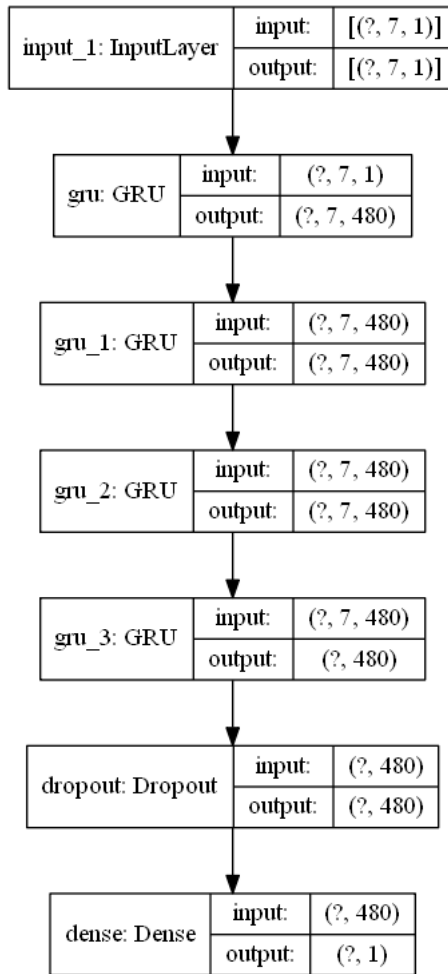 input_1: InputLayer
input: [(?, 7, 1)]
output: [(?, 7, 1)]
gru: GRU
input: (?, 7, 1)
output: (?, 7, 480)
gru_1: GRU
input: (?, 7, 480)
output: (?, 7, 480)
gru_2: GRU
input: (?, 7, 480)
output: (?, 7, 480)
gru_3: GRU
input: (?, 7, 480)
output: (?, 480)
dropout: Dropout
input: (?, 480)
output: (?, 480)
dense: Dense
input: (?, 480)
output: (?, 1)